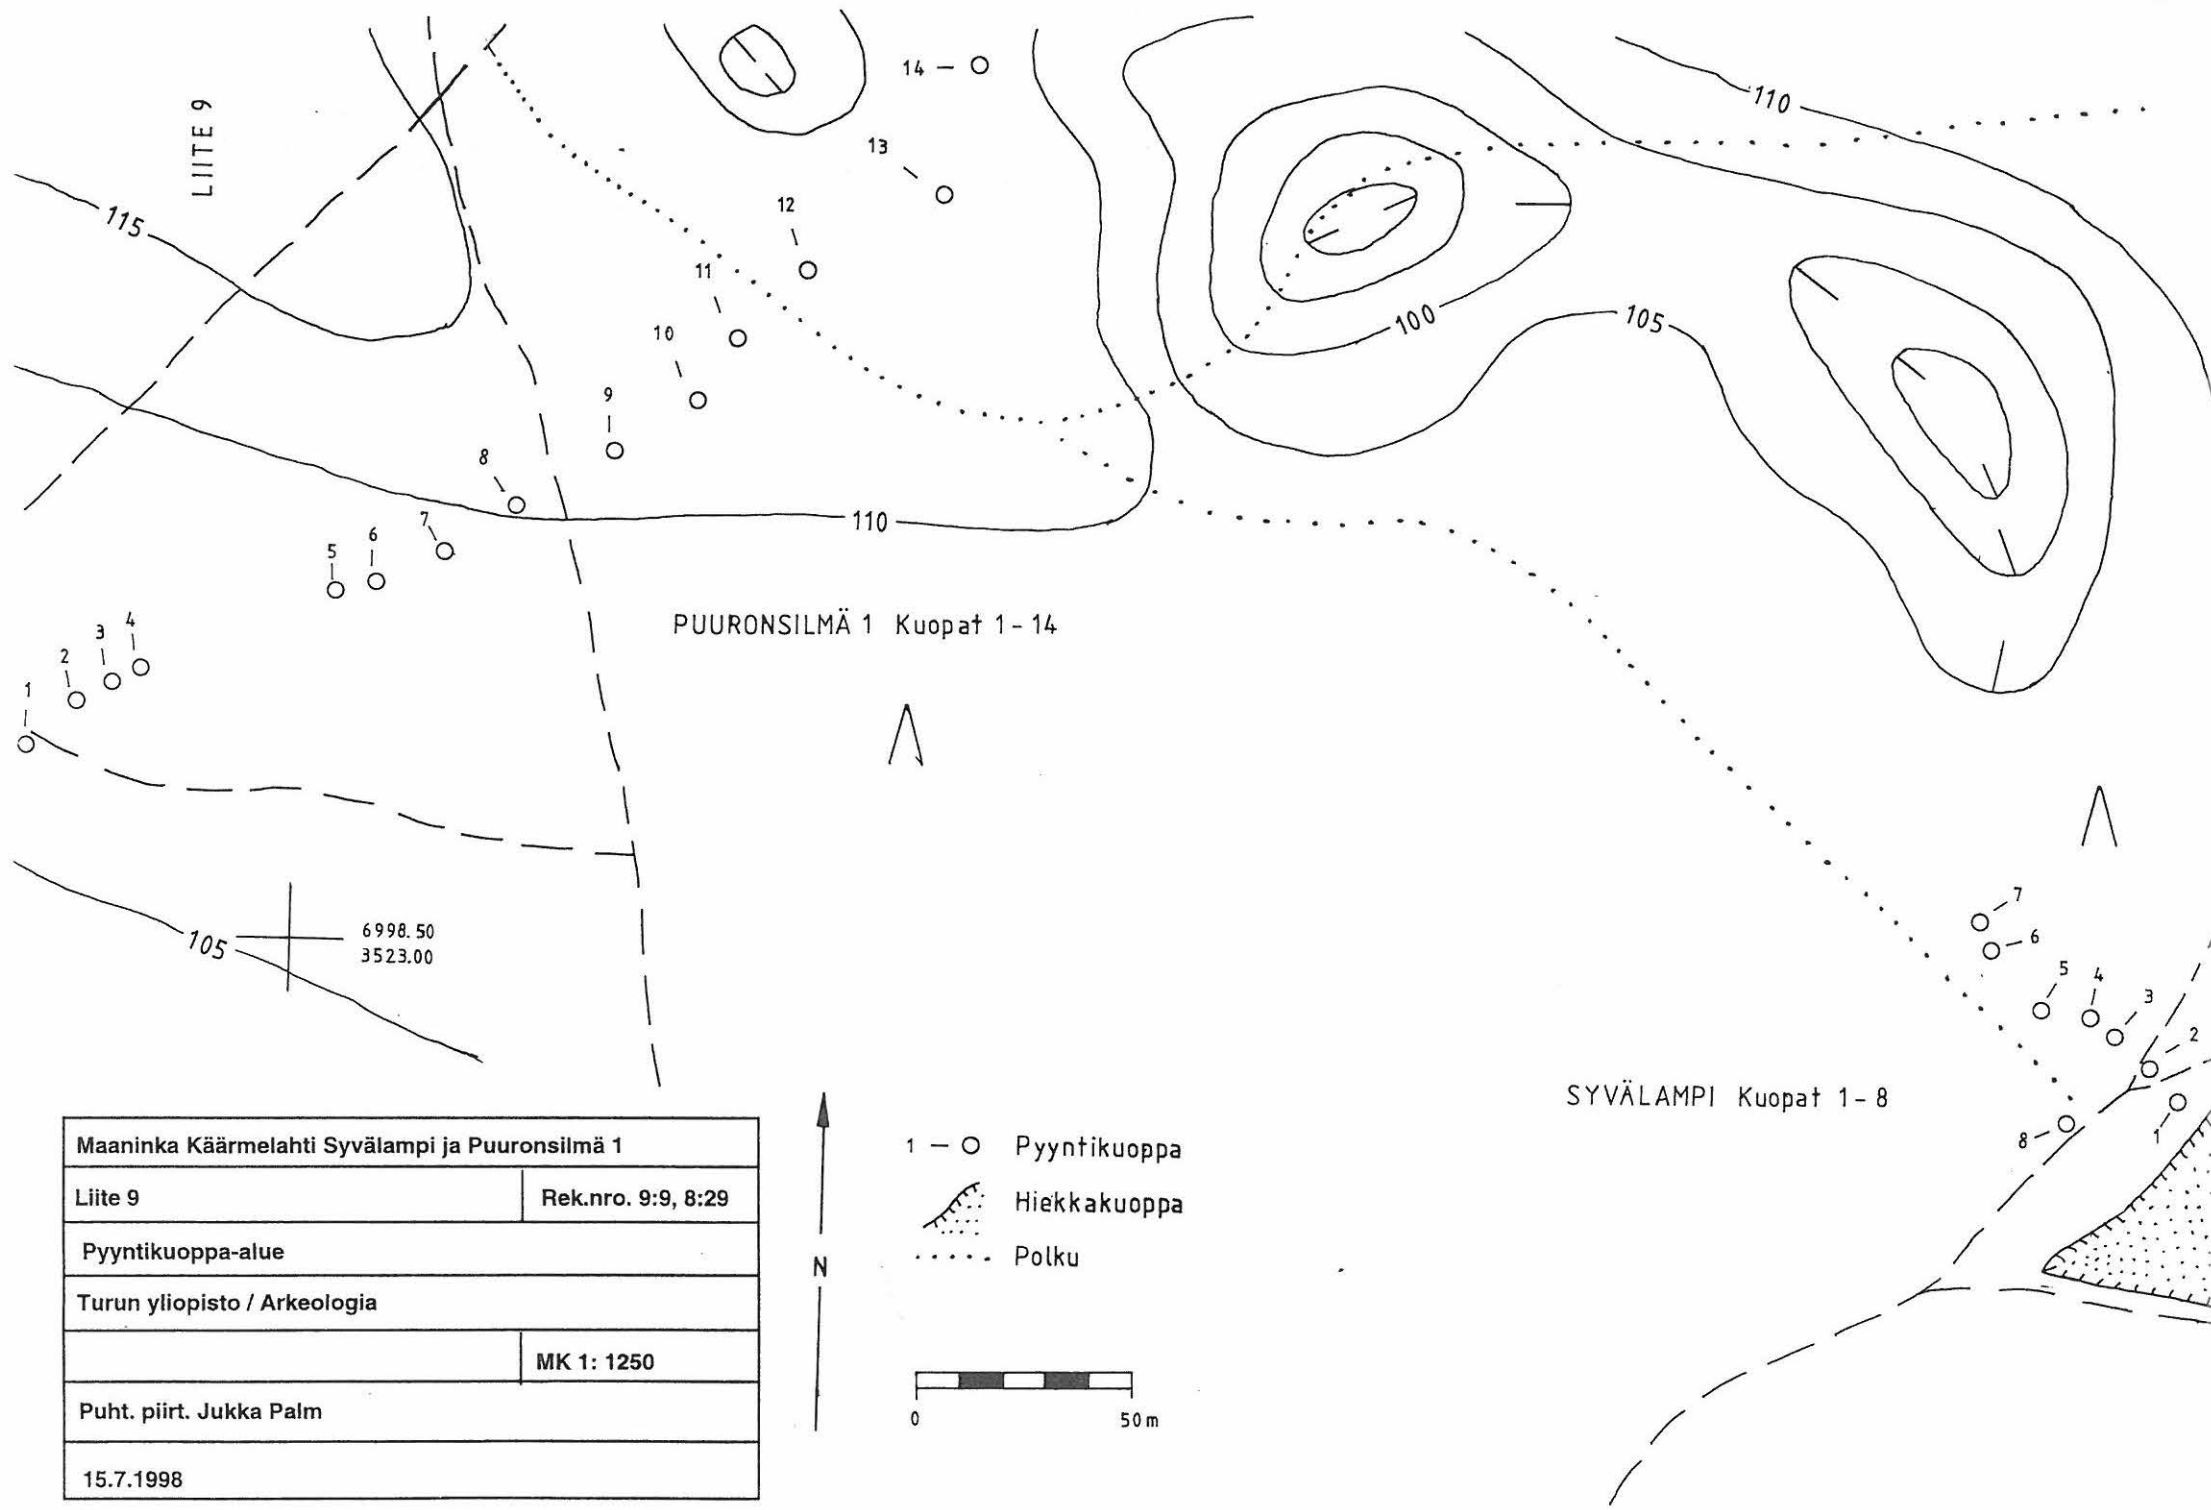 LIITE 9
115
14
13
12
11
10
9
8
7
6
5
4
3
2
1
110
100
105
110
PUURONSILMÄ 1 Kuopat 1-14
105
6998.50
3523.00
7
6
5
4
3
2
1
8
SYVÄLAMPI Kuopat 1-8
Maaninka Käärmelahti Syvälampi ja Puuronsilmä 1
Liite 9
Rek.nro. 9:9, 8:29
Pyyntikuoppa-alue
Turun yliopisto / Arkeologia
MK 1: 1250
Puht. piirt. Jukka Palm
15.7.1998
N
1 Pyyntikuoppa
Hiekkakuoppa
Polku
0 50m